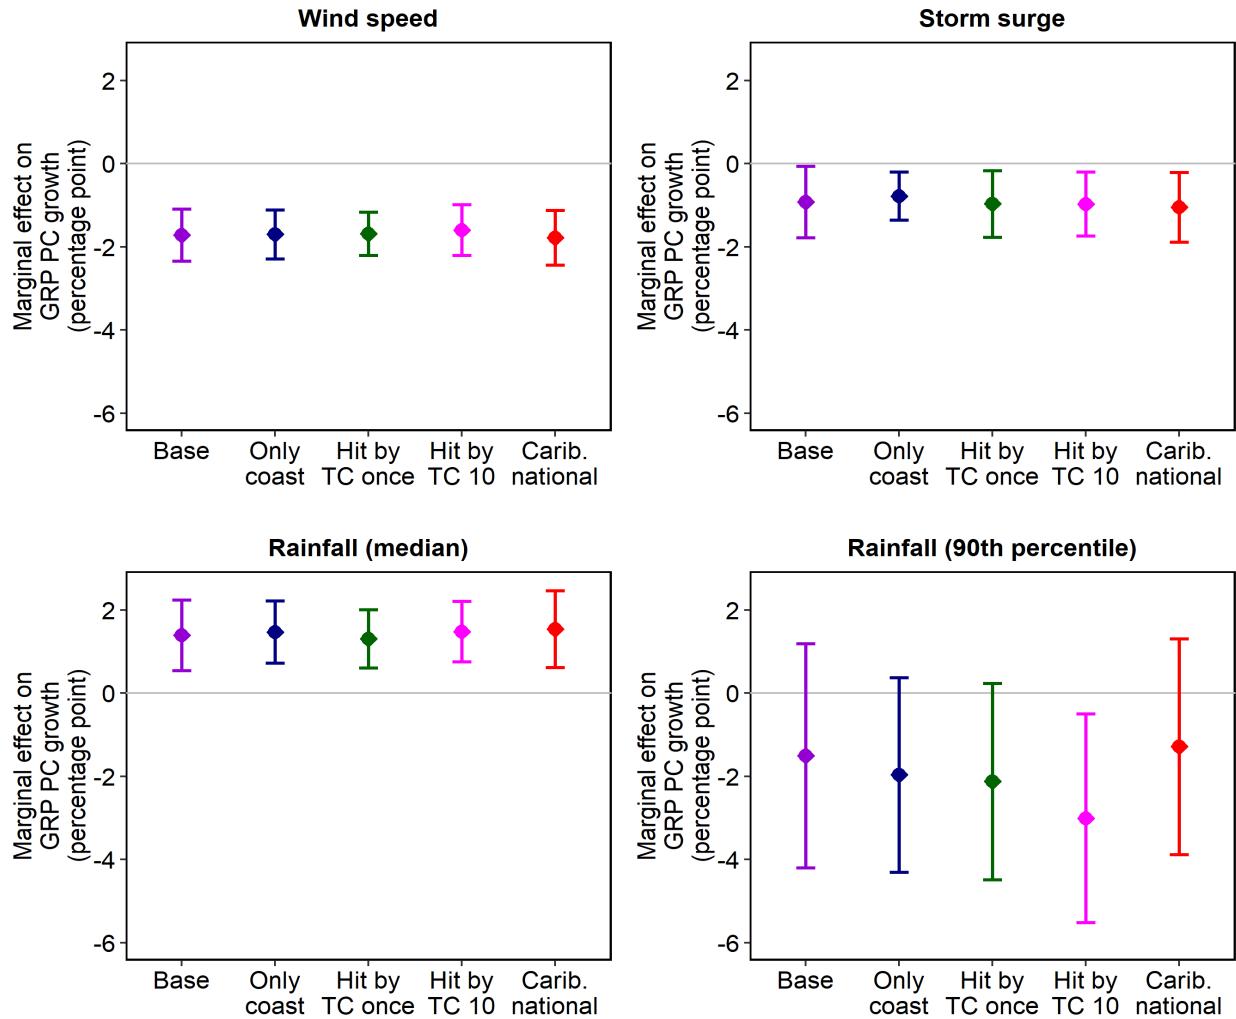 Wind speed
Marginal effect on
GRP PC growth
(percentage point)
2
0
-2
-4
-6
Base
Only
coast
Hit by
TC once
Hit by
TC 10
Carib.
national
Storm surge
Marginal effect on
GRP PC growth
(percentage point)
2
0
-2
-4
-6
Base
Only
coast
Hit by
TC once
Hit by
TC 10
Carib.
national
Rainfall (median)
Marginal effect on
GRP PC growth
(percentage point)
2
0
-2
-4
-6
Base
Only
coast
Hit by
TC once
Hit by
TC 10
Carib.
national
Rainfall (90th percentile)
Marginal effect on
GRP PC growth
(percentage point)
2
0
-2
-4
-6
Base
Only
coast
Hit by
TC once
Hit by
TC 10
Carib.
national